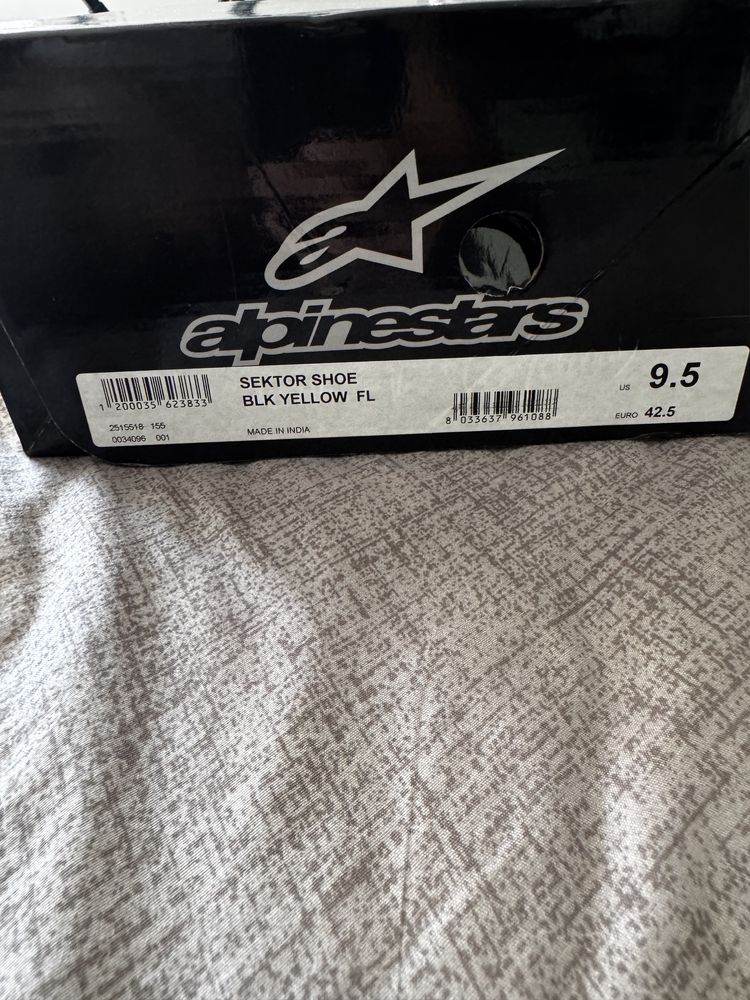 alpinestars
SEKTOR SHOE
BLK YELLOW FL
1 200035 623833
2515518 155
0034096 001
MADE IN INDIA
8 033637 961088
US 9.5
EURO 42.5